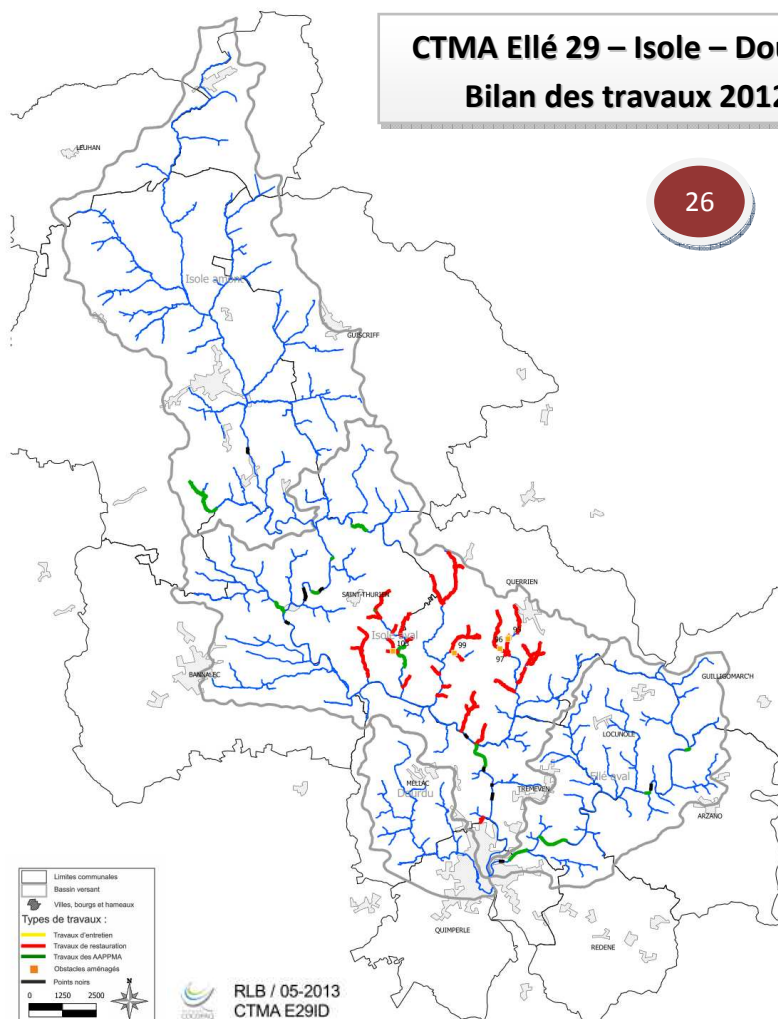 CTMA Ellé 29 – Isole – Dou
Bilan des travaux 2012
26
LEUHAN
Isole amont
GUISCRIFF
QUERRIEN
SAINT-THURIEN
Isole aval
103
99
96
97
BANNALEC
GUILLIGOMARC'H
LOCUNOLE
Ellé aval
MELLAC
Dourdu
TREMEVEN
ARZANO
QUIMPERLE
REDENE
Limites communales
Bassin versant
Villes, bourgs et hameaux
Types de travaux :
Travaux d'entretien
Travaux de restauration
Travaux des AAPPMA
Obstacles aménagés
Points noirs
0 1250 2500
N
COCOPAQ
RLB / 05-2013
CTMA E29ID